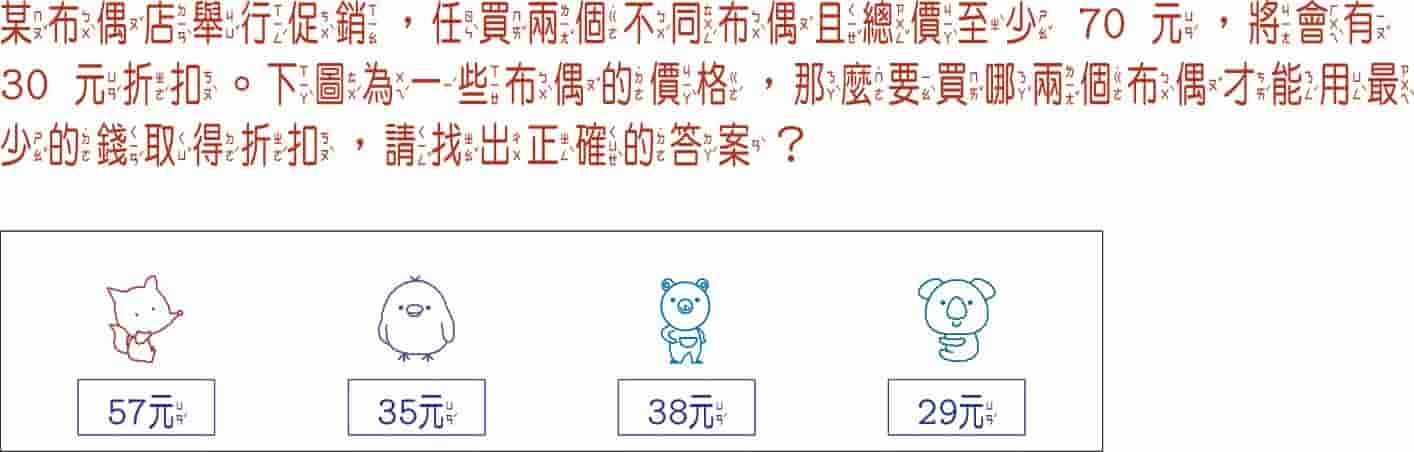 某布偶店舉行促銷，任買兩個不同布偶且總價至少 70 元，將會有
30 元折扣。下圖為一些布偶的價格，那麼要買哪兩個布偶才能用最
少的錢取得折扣，請找出正確的答案？
57元 35元 38元 29元